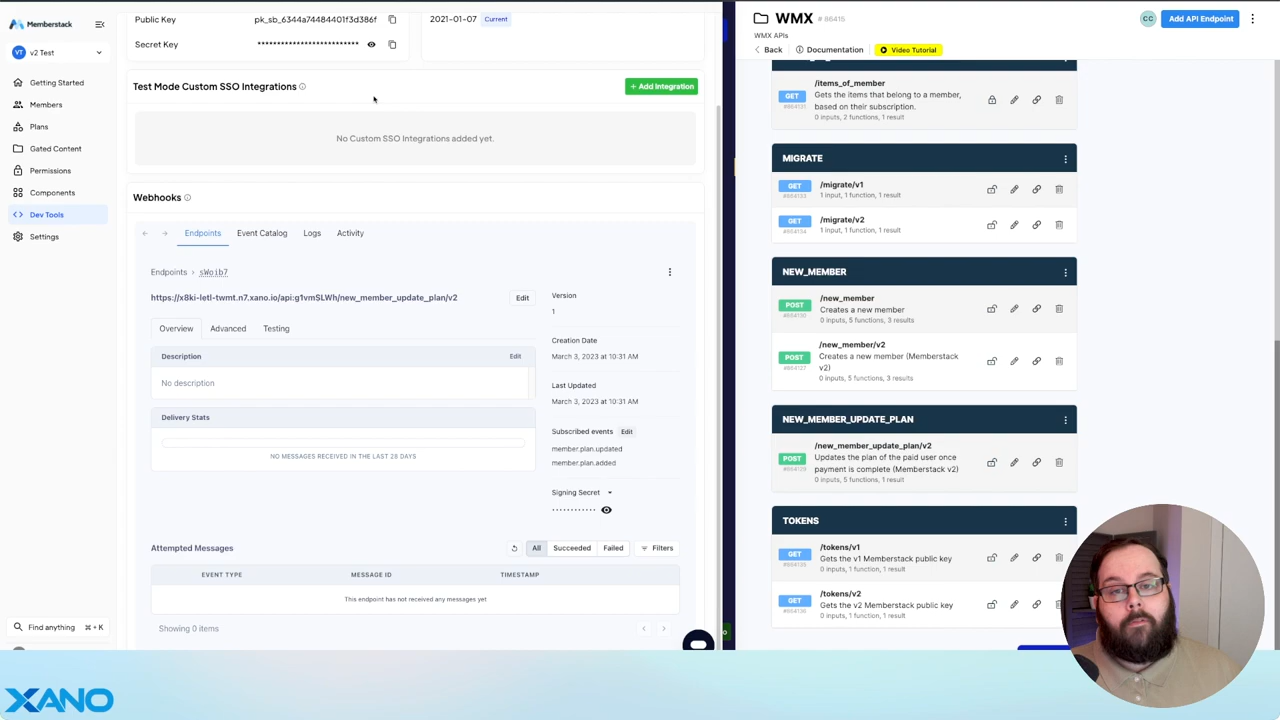 Memberstack
VT v2 Test
Getting Started
Members
Plans
Gated Content
Permissions
Components
Dev Tools
Settings
Find anything ⌘ + K
Public Key pk_sb_6344a74484401f3d386f
Secret Key **************************
2021-01-07 Current
Test Mode Custom SSO Integrations
+ Add Integration
No Custom SSO Integrations added yet.
Webhooks
Endpoints Event Catalog Logs Activity
Endpoints › sWoib7
https://x8ki-letl-twmt.n7.xano.io/api:g1vmSLWh/new_member_update_plan/v2 Edit
Overview Advanced Testing
Description Edit
No description
Delivery Stats
NO MESSAGES RECEIVED IN THE LAST 28 DAYS
Version
1
Creation Date
March 3, 2023 at 10:31 AM
Last Updated
March 3, 2023 at 10:31 AM
Subscribed events Edit
member.plan.updated
member.plan.added
Signing Secret
············
Attempted Messages
All Succeeded Failed Filters
EVENT TYPE MESSAGE ID TIMESTAMP
This endpoint has not received any messages yet
Showing 0 items
WMX # 86415
CC Add API Endpoint
WMX APIs
Back Documentation Video Tutorial
GET /items_of_member
#864131 Gets the items that belong to a member,
based on their subscription.
0 inputs, 2 functions, 1 result
MIGRATE
GET /migrate/v1
#864133 1 input, 1 function, 1 result
GET /migrate/v2
#864134 1 input, 1 function, 1 result
NEW_MEMBER
POST /new_member
#864130 Creates a new member
0 inputs, 5 functions, 3 results
POST /new_member/v2
#864127 Creates a new member (Memberstack
v2)
0 inputs, 5 functions, 3 results
NEW_MEMBER_UPDATE_PLAN
POST /new_member_update_plan/v2
#864129 Updates the plan of the paid user once
payment is complete (Memberstack v2)
0 inputs, 5 functions, 1 result
TOKENS
GET /tokens/v1
#864135 Gets the v1 Memberstack public key
0 inputs, 1 function, 1 result
GET /tokens/v2
#864136 Gets the v2 Memberstack public key
0 inputs, 1 function, 1 result
XANO